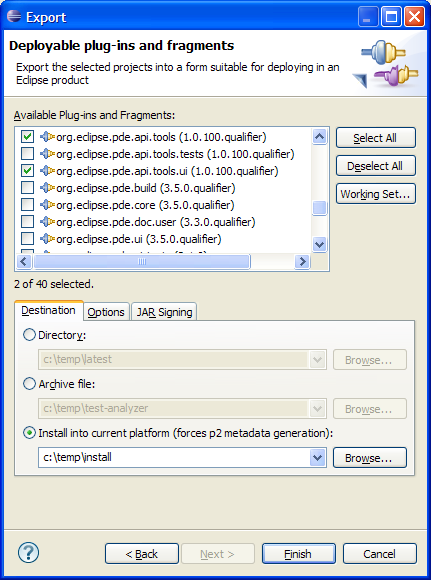 Export
Deployable plug-ins and fragments
Export the selected projects into a form suitable for deploying in an
Eclipse product
Available Plug-ins and Fragments:
org.eclipse.pde.api.tools (1.0.100.qualifier)
org.eclipse.pde.api.tools.tests (1.0.100.qualifier)
org.eclipse.pde.api.tools.ui (1.0.100.qualifier)
org.eclipse.pde.build (3.5.0.qualifier)
org.eclipse.pde.core (3.5.0.qualifier)
org.eclipse.pde.doc.user (3.3.0.qualifier)
org.eclipse.pde.ui (3.5.0.qualifier)
Select All
Deselect All
Working Set...
2 of 40 selected.
Destination
Options
JAR Signing
Directory:
c:\temp\latest
Browse...
Archive file:
c:\temp\test-analyzer
Browse...
Install into current platform (forces p2 metadata generation):
c:\temp\install
Browse...
?
< Back
Next >
Finish
Cancel